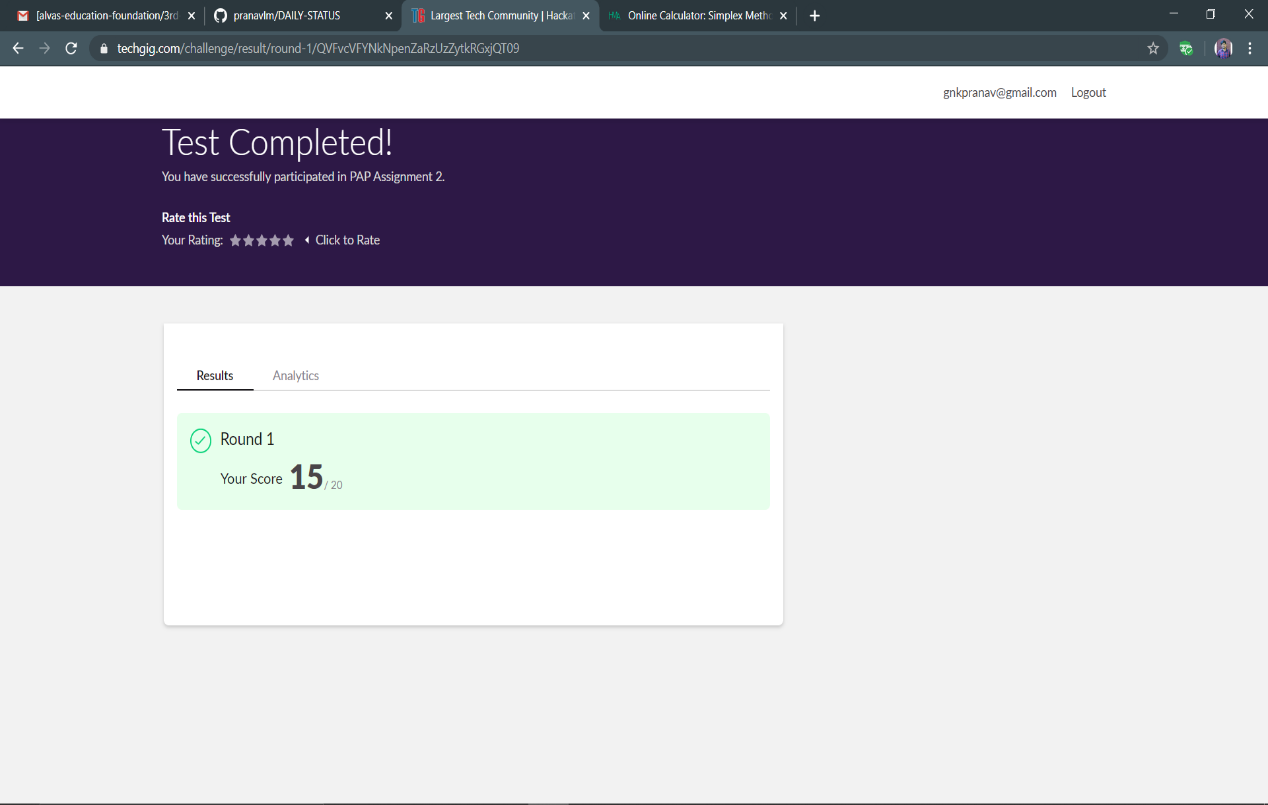 [alvas-education-foundation/3rd
pranavlm/DAILY-STATUS
Largest Tech Community | Hacka
Online Calculator: Simplex Metho
techgig.com/challenge/result/round-1/QVFvcVFYNkNpenZaRzUzZytkRGxjQT09
gnkpranav@gmail.com Logout
Test Completed!
You have successfully participated in PAP Assignment 2.
Rate this Test
Your Rating: Click to Rate
Results Analytics
Round 1
Your Score 15 / 20